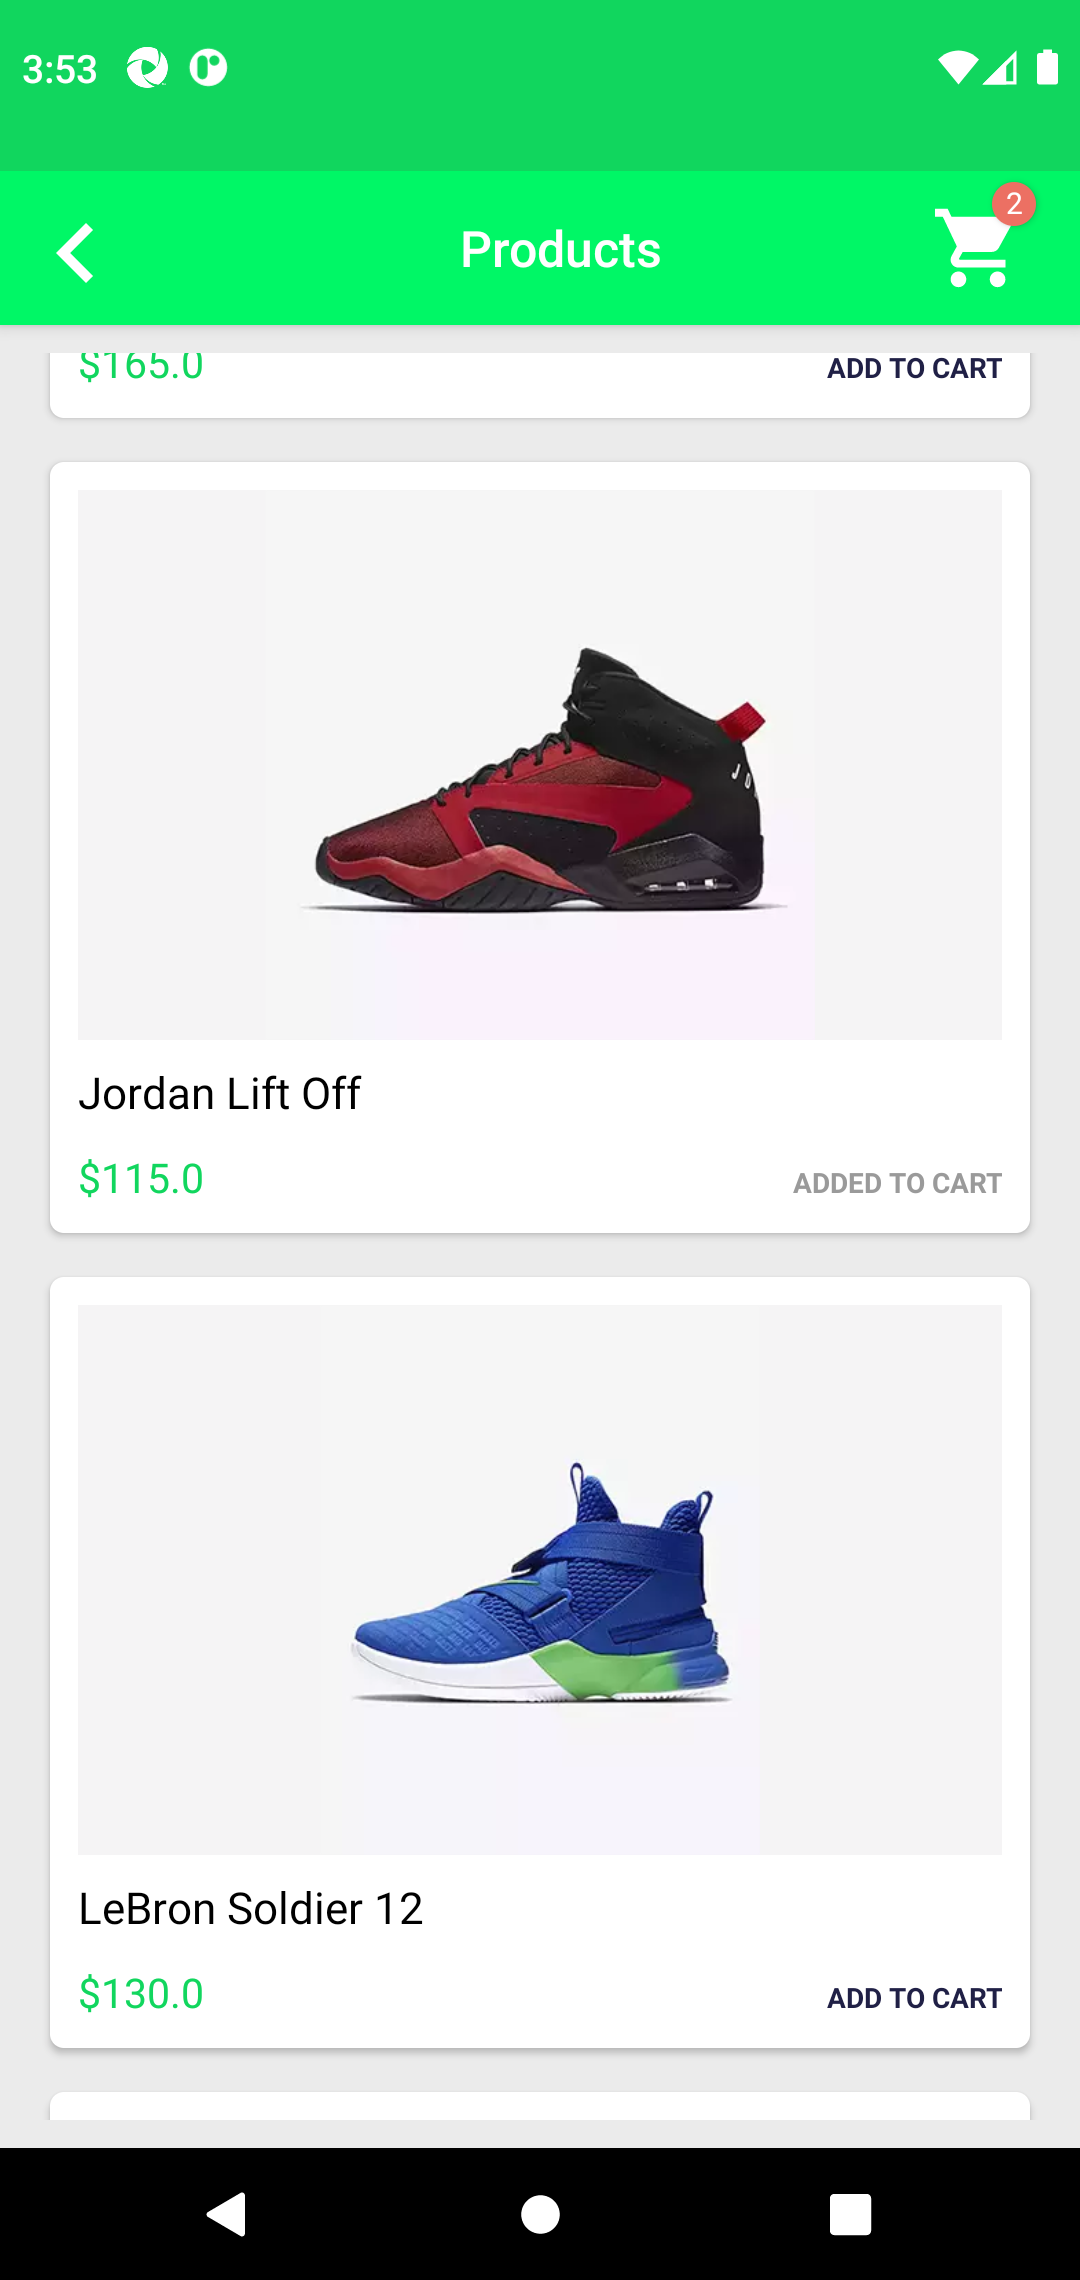 3:53
Products
2
$165.0
ADD TO CART
Jordan Lift Off
$115.0
ADDED TO CART
LeBron Soldier 12
$130.0
ADD TO CART